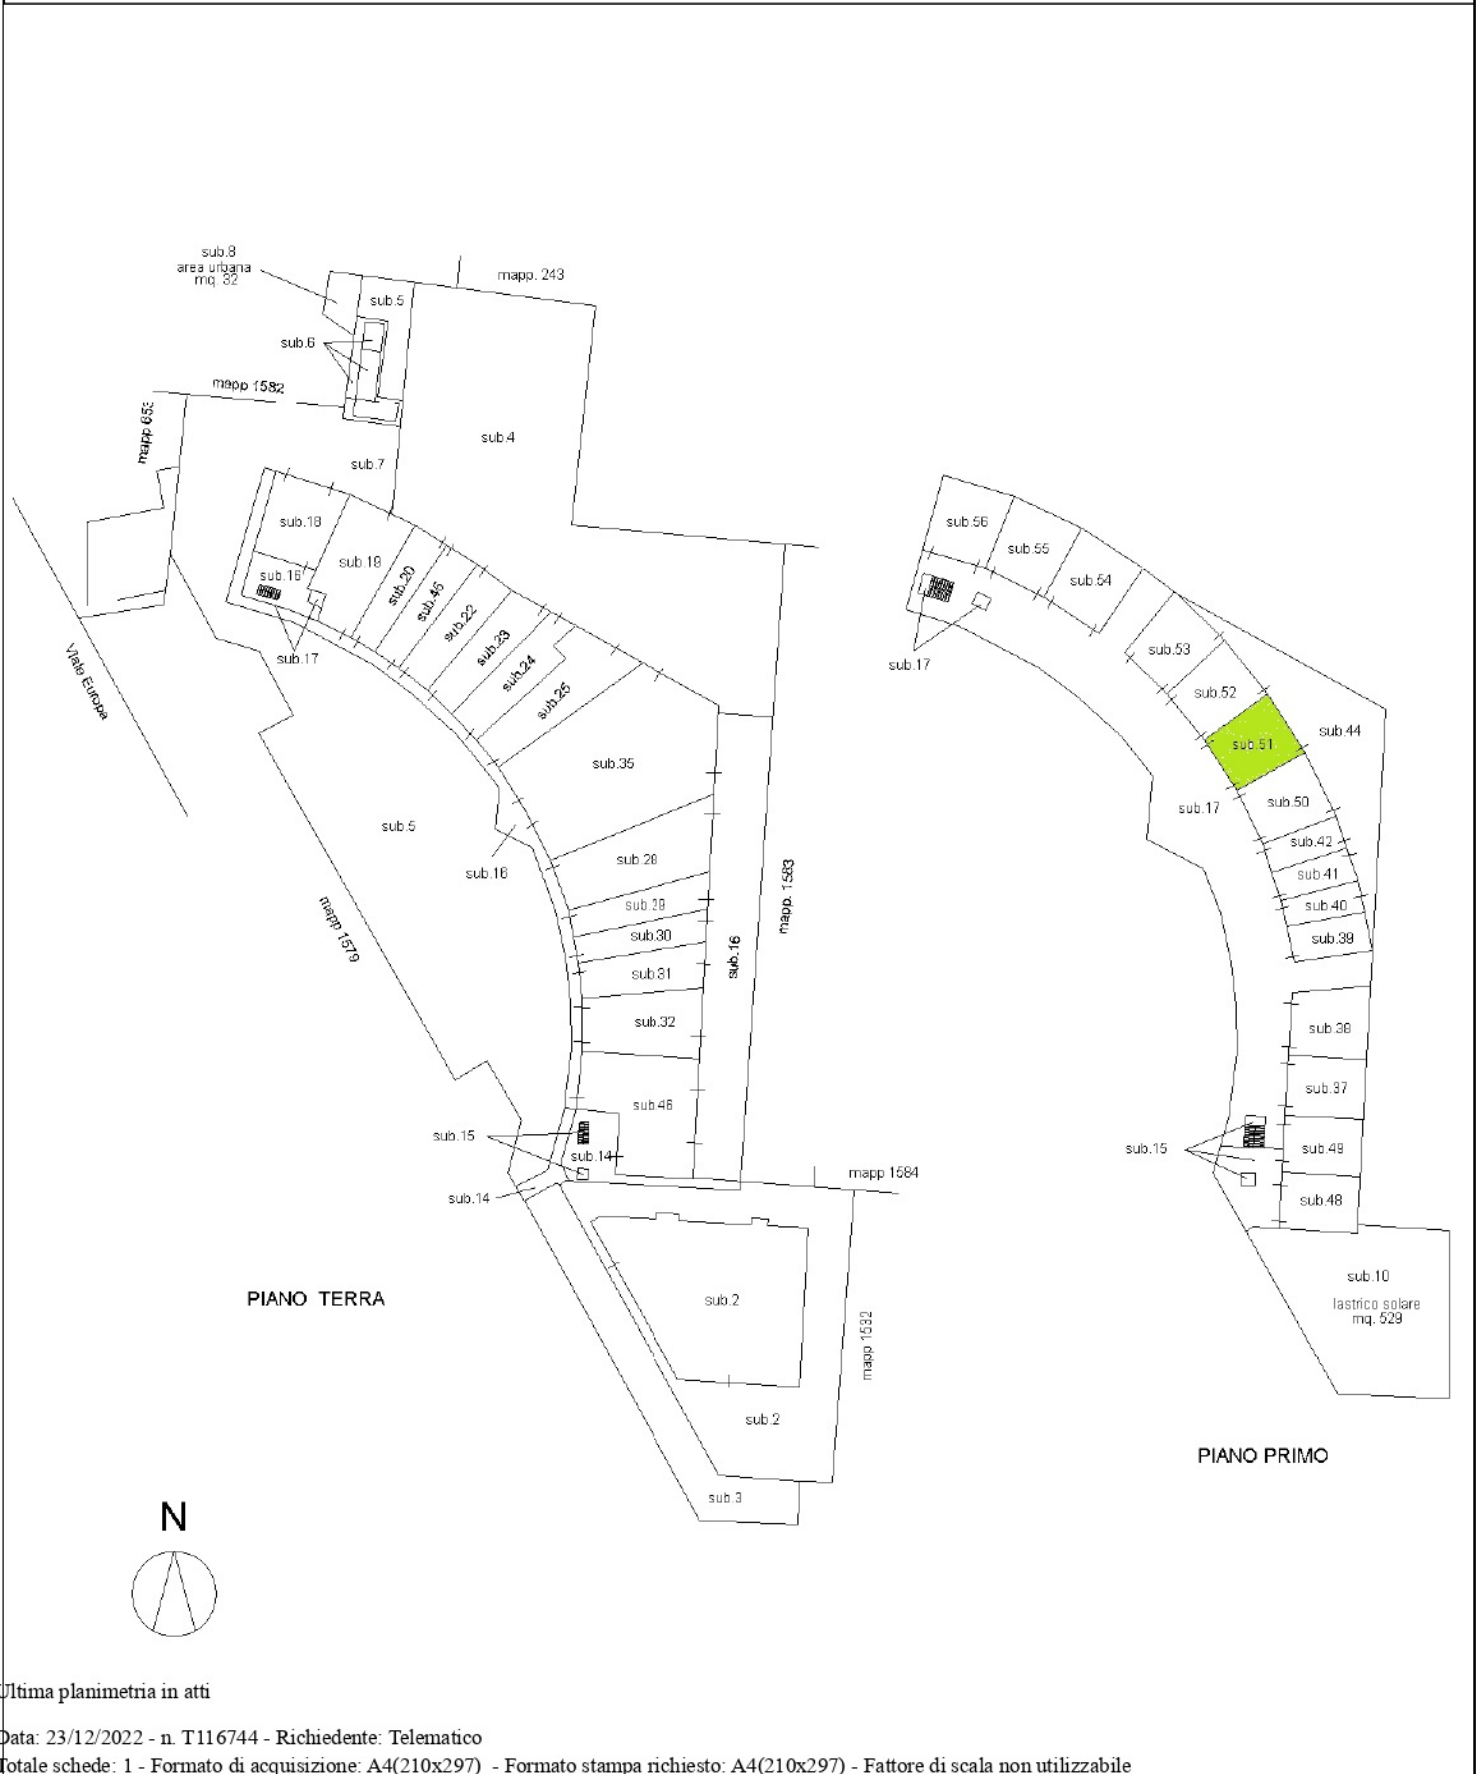 sub.8
area urbana
mq. 32
mapp. 243
sub.5
sub.6
mapp 1582
mapp 653
sub.4
sub.7
sub.18
sub.19
sub.16
sub.20
sub.45
sub.22
sub.23
sub.24
sub.25
sub.17
Viale Europa
sub.35
sub.5
sub.16
sub.28
sub.29
sub.30
sub.31
sub.32
sub.16
mapp. 1583
mapp 1579
sub.46
sub.15
sub.14
sub.14
mapp 1584
sub.2
mapp 1532
sub.2
sub.3
PIANO TERRA
sub.56
sub.55
sub.54
sub.17
sub.53
sub.52
sub.51
sub.44
sub.17
sub.50
sub.42
sub.41
sub.40
sub.39
sub.38
sub.37
sub.15
sub.49
sub.48
sub.10
lastrico solare
mq. 529
PIANO PRIMO
N
Ultima planimetria in atti
Data: 23/12/2022 - n. T116744 - Richiedente: Telematico
Totale schede: 1 - Formato di acquisizione: A4(210x297) - Formato stampa richiesto: A4(210x297) - Fattore di scala non utilizzabile